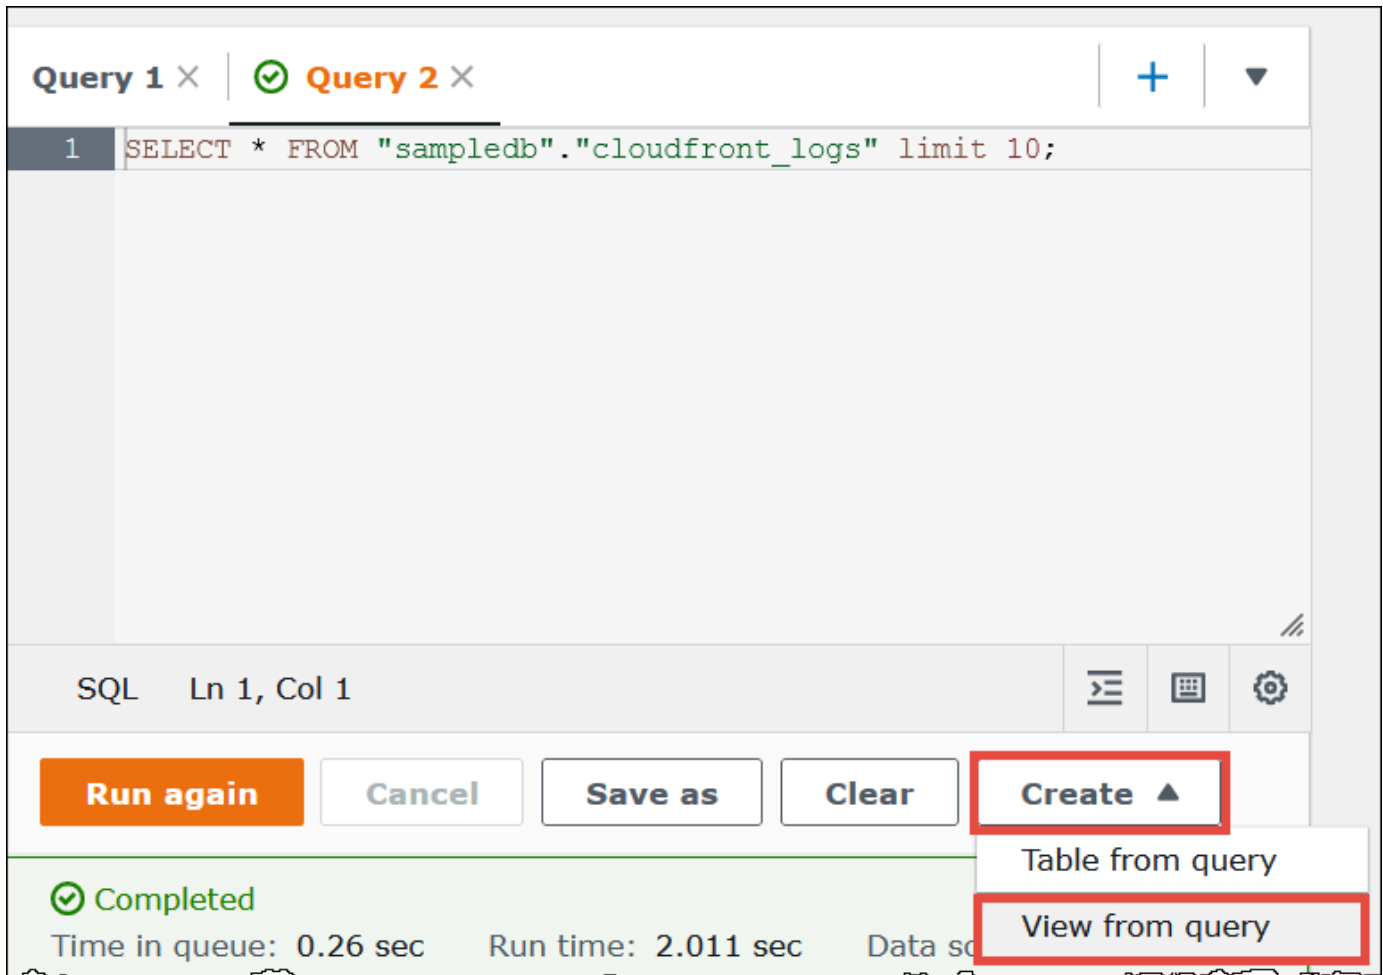 Query 1 Query 2
1 SELECT * FROM "sampledb"."cloudfront_logs" limit 10;
SQL Ln 1, Col 1
Run again Cancel Save as Clear Create
Table from query
View from query
Completed
Time in queue: 0.26 sec Run time: 2.011 sec Data